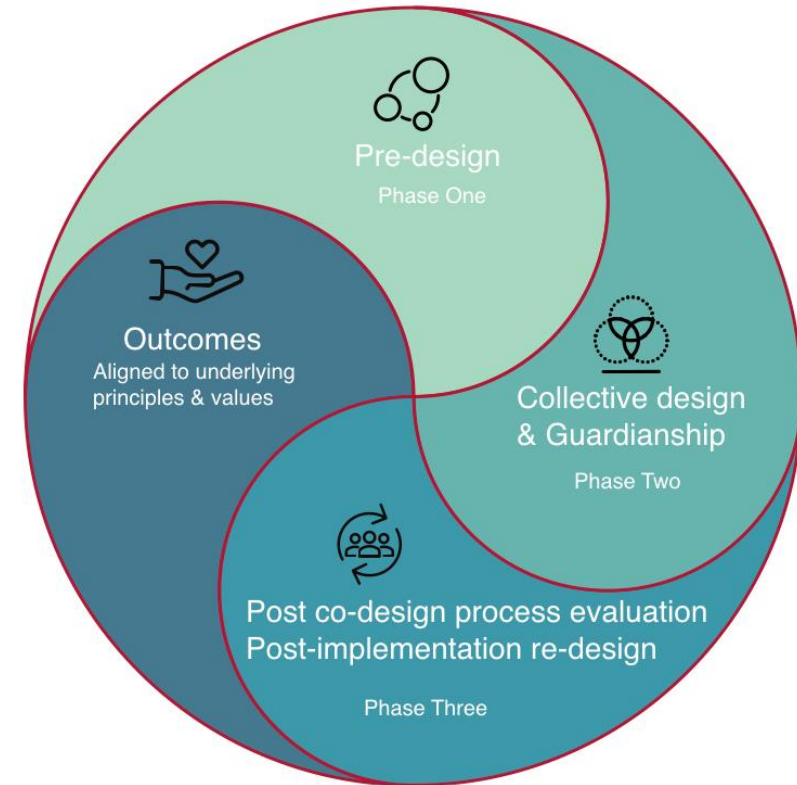 Pre-design
Phase One
Outcomes
Aligned to underlying
principles & values
Collective design
& Guardianship
Phase Two
Post co-design process evaluation
Post-implementation re-design
Phase Three